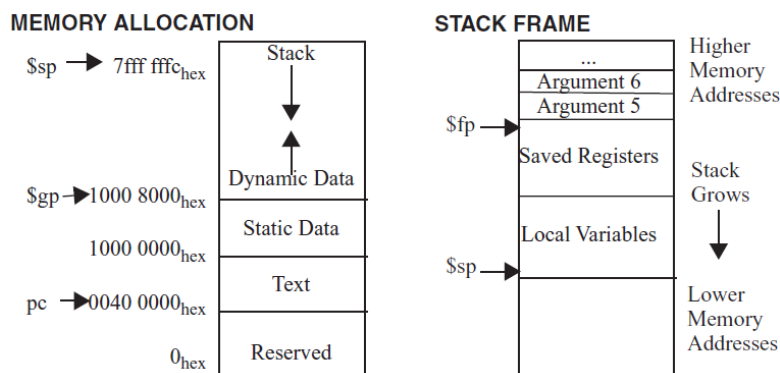 MEMORY ALLOCATION
$sp 7fff fffchex
Stack
Dynamic Data
$gp 1000 8000hex
Static Data
1000 0000hex
Text
pc 0040 0000hex
Reserved
0hex
STACK FRAME
...
Argument 6
Argument 5
$fp
Saved Registers
Local Variables
$sp
Higher
Memory
Addresses
Stack
Grows
Lower
Memory
Addresses